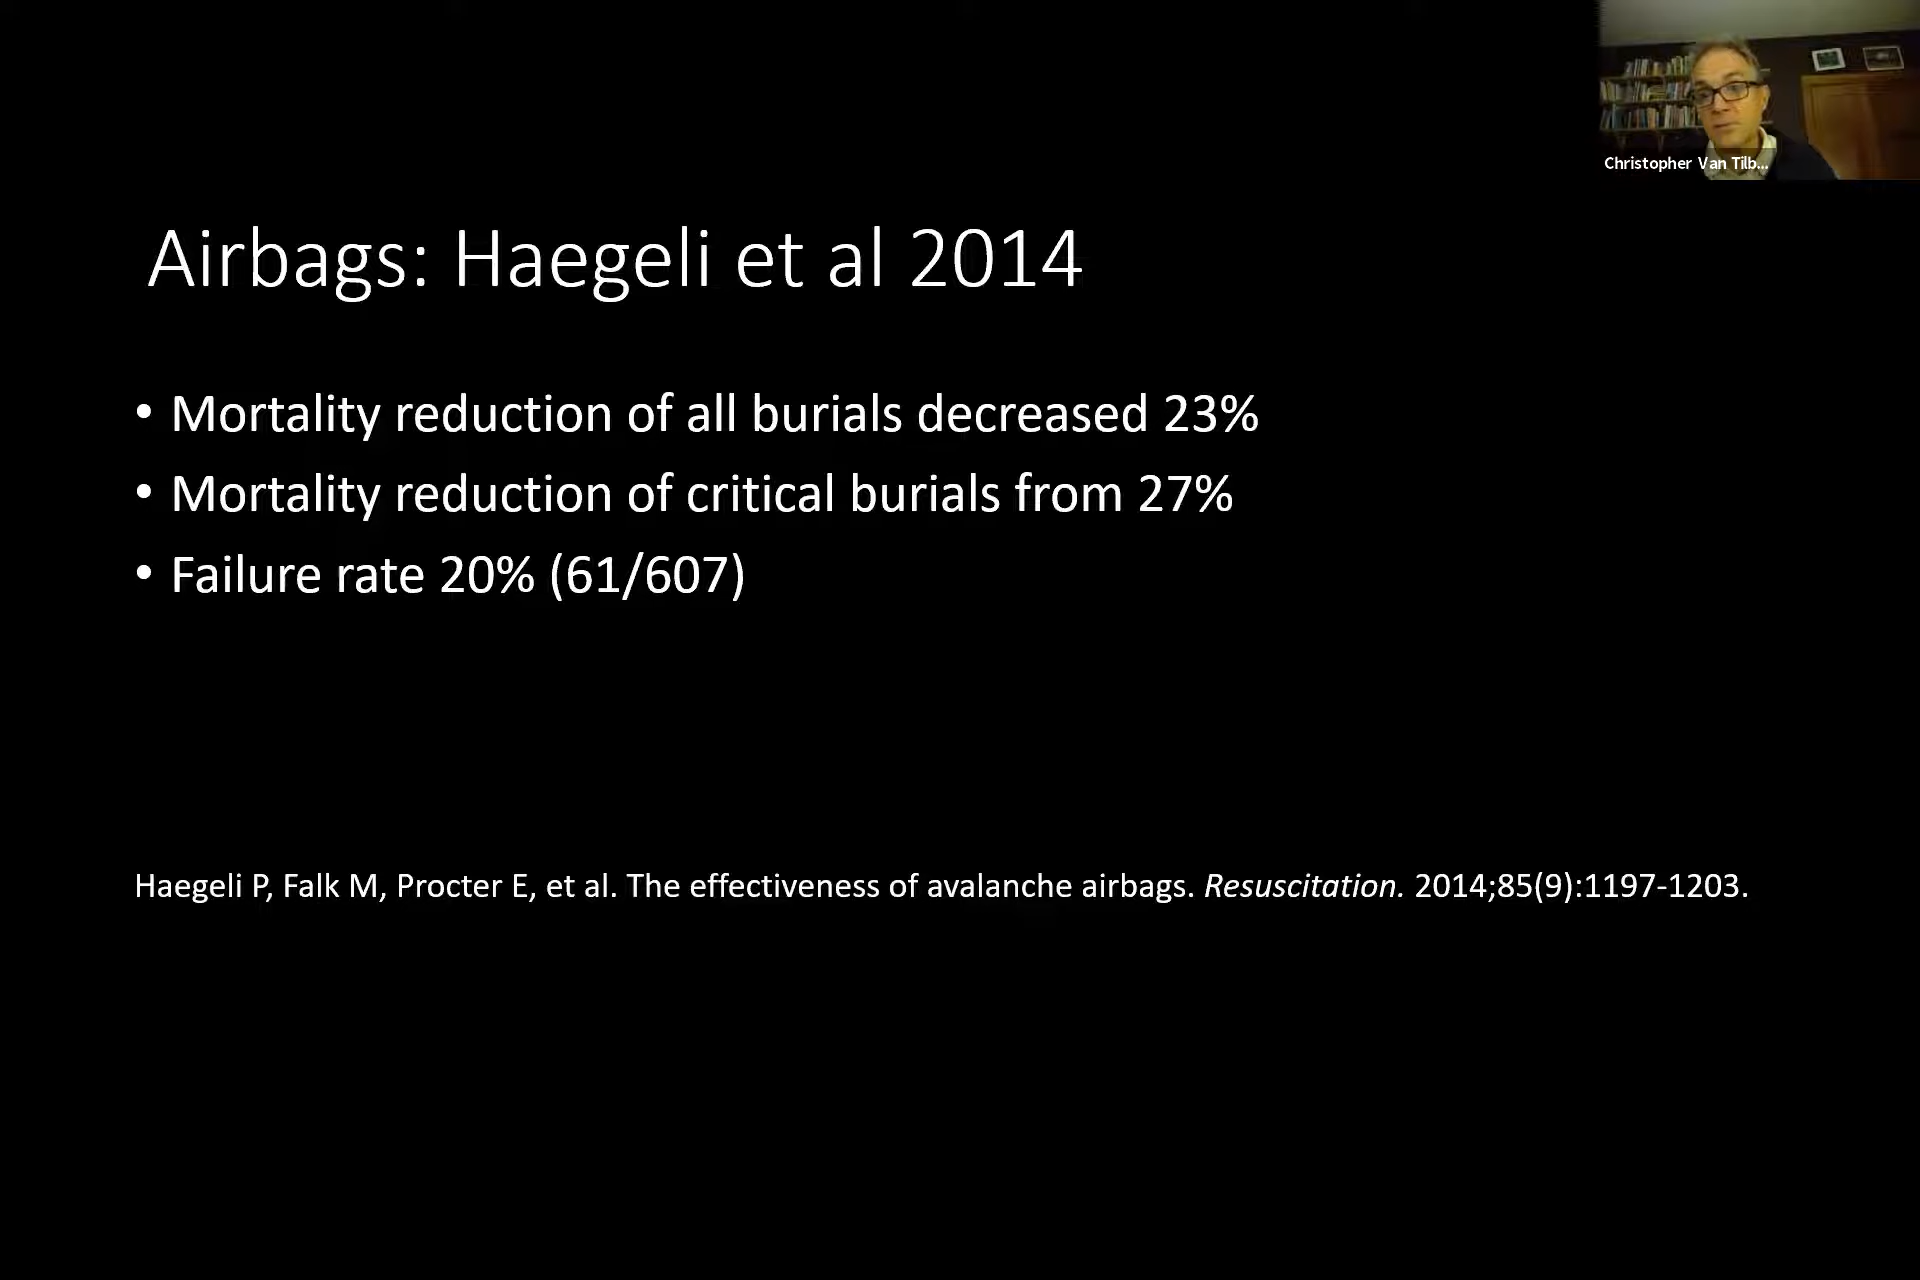 Christopher Van Tilb...
Airbags: Haegeli et al 2014
• Mortality reduction of all burials decreased 23%
• Mortality reduction of critical burials from 27%
• Failure rate 20% (61/607)
Haegeli P, Falk M, Procter E, et al. The effectiveness of avalanche airbags. Resuscitation. 2014;85(9):1197-1203.